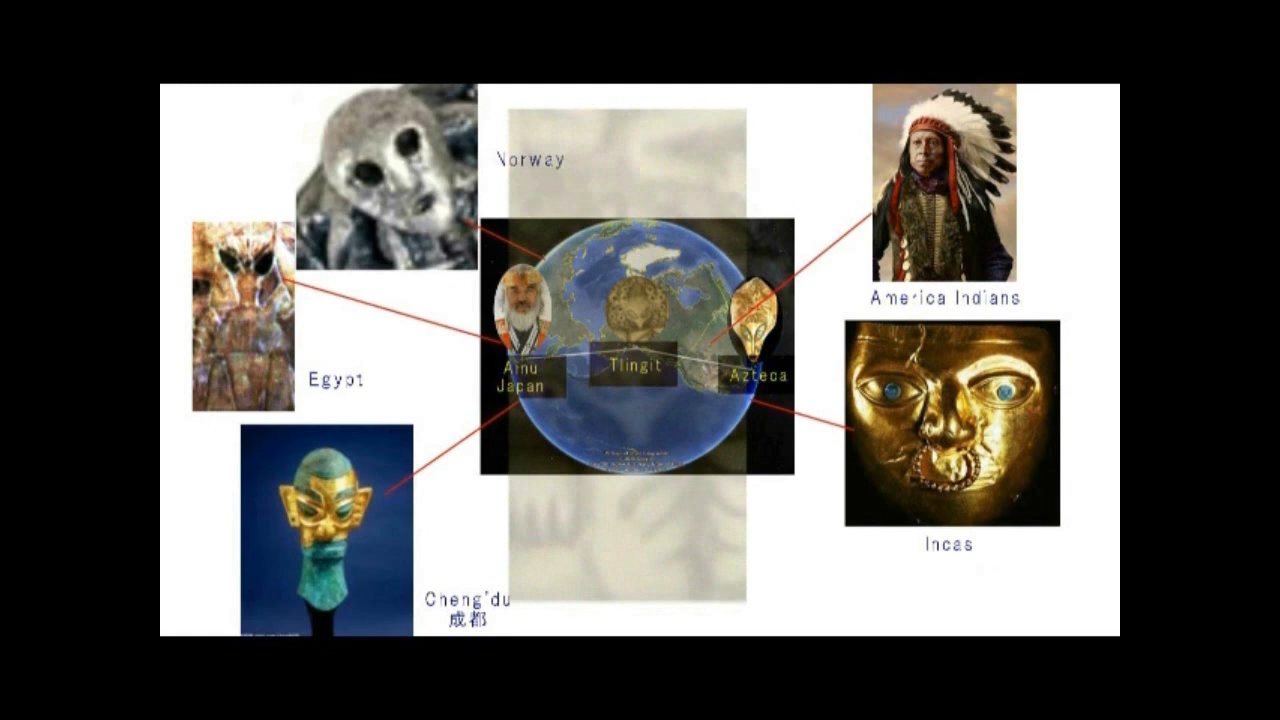 Norway
America Indians
Ainu
Japan
Tlingit
Azteca
Egypt
Incas
Cheng'du
成都